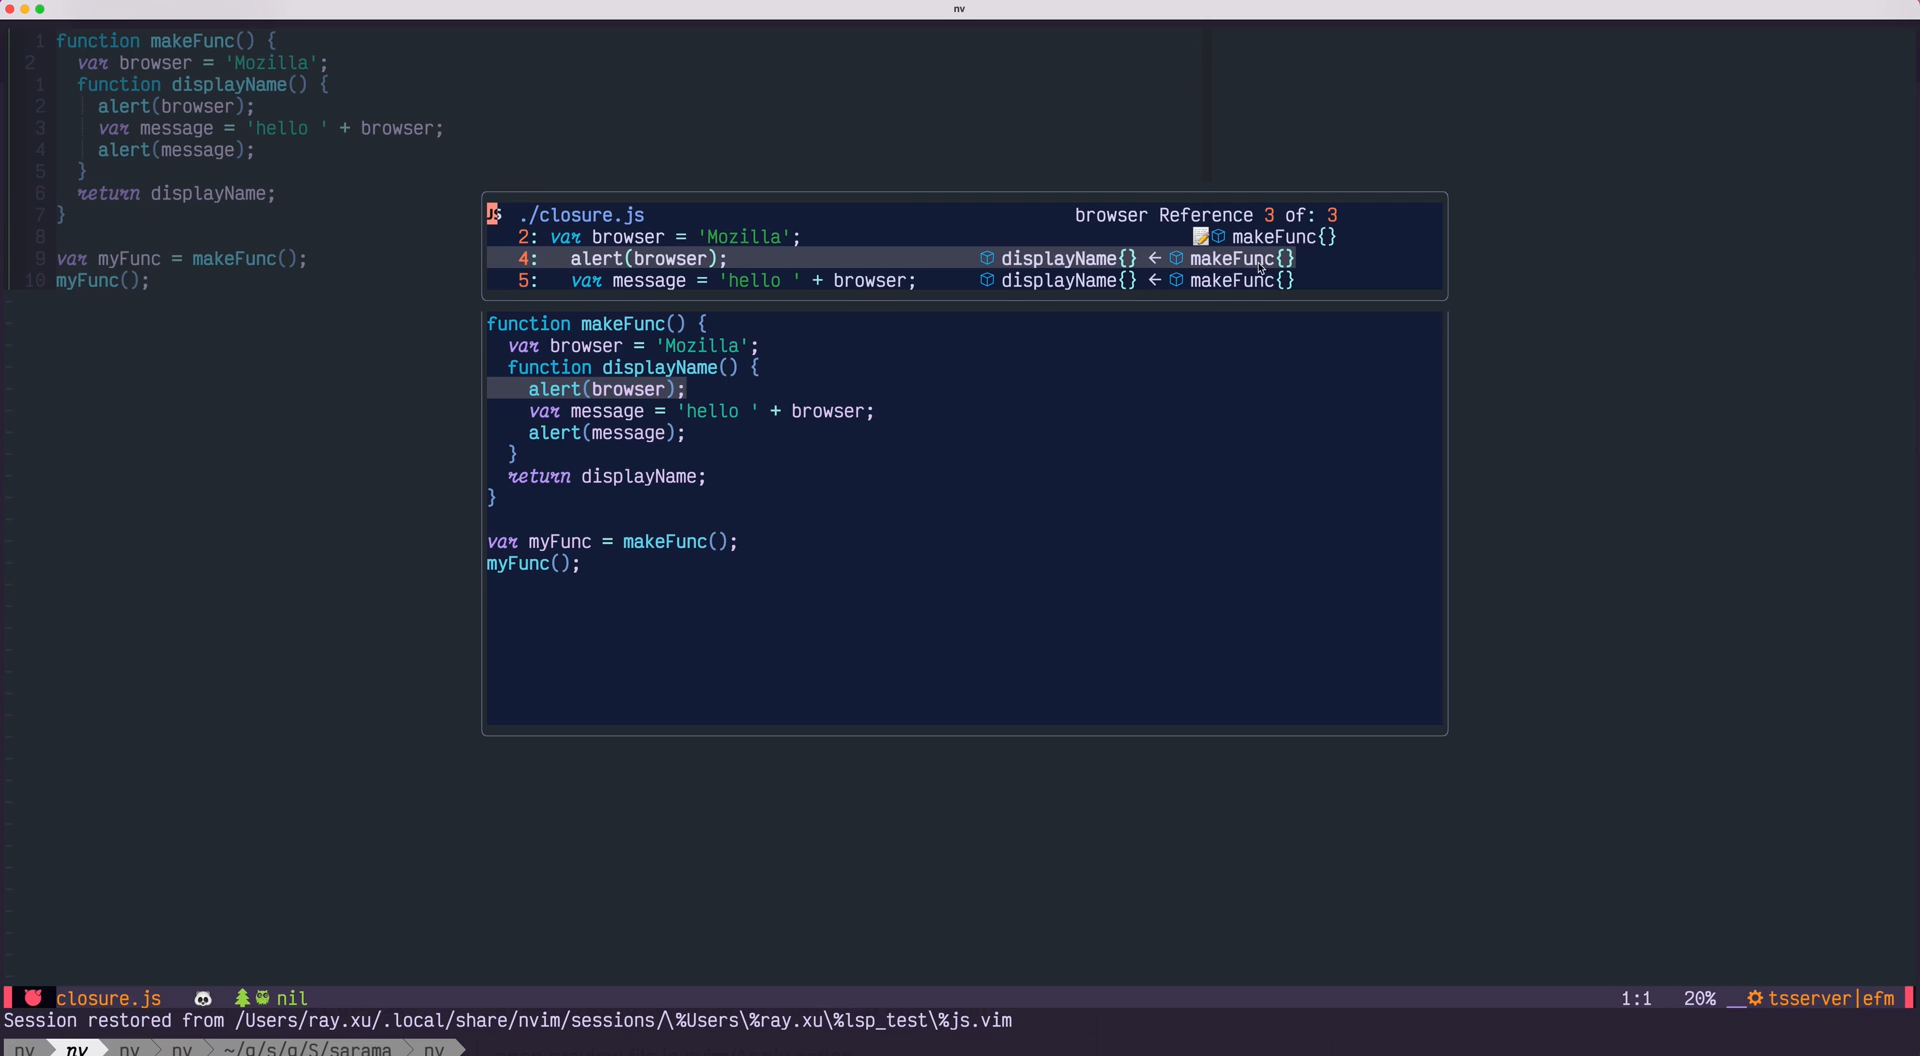 nv
1 function makeFunc() {
2 var browser = 'Mozilla';
1 function displayName() {
2 alert(browser);
3 var message = 'hello ' + browser;
4 alert(message);
5 }
6 return displayName;
7 }
8
9 var myFunc = makeFunc();
10 myFunc();
JS ./closure.js browser Reference 3 of: 3
2: var browser = 'Mozilla'; makeFunc{}
4: alert(browser); displayName{} ← makeFunc{}
5: var message = 'hello ' + browser; displayName{} ← makeFunc{}
function makeFunc() {
var browser = 'Mozilla';
function displayName() {
alert(browser);
var message = 'hello ' + browser;
alert(message);
}
return displayName;
}
var myFunc = makeFunc();
myFunc();
closure.js nil 1:1 20% __ tsserver|efm
Session restored from /Users/ray.xu/.local/share/nvim/sessions/\%Users\%ray.xu\%lsp_test\%js.vim
nv nv nv nv ~/g/s/g/S/sarama nv